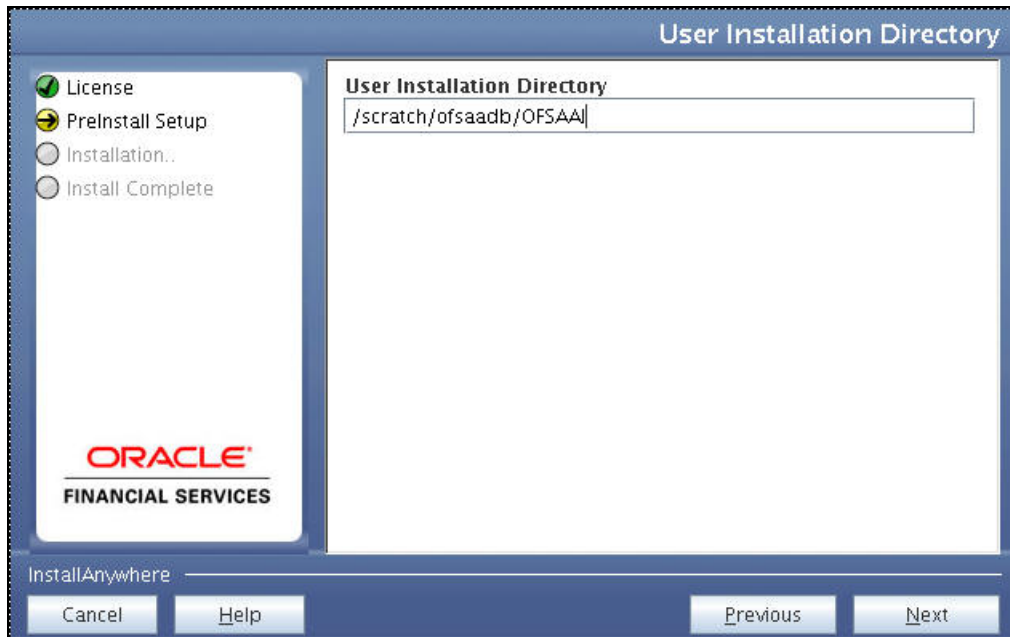 User Installation Directory
License
PreInstall Setup
Installation..
Install Complete
User Installation Directory
/scratch/ofsaadb/OFSAAI
ORACLE
FINANCIAL SERVICES
InstallAnywhere
Cancel
Help
Previous
Next